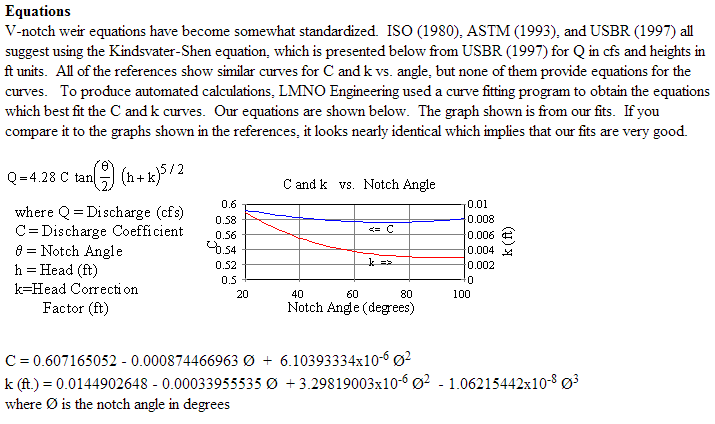 Equations
V-notch weir equations have become somewhat standardized. ISO (1980), ASTM (1993), and USBR (1997) all
suggest using the Kindsvater-Shen equation, which is presented below from USBR (1997) for Q in cfs and heights in
ft units. All of the references show similar curves for C and k vs. angle, but none of them provide equations for the
curves. To produce automated calculations, LMNO Engineering used a curve fitting program to obtain the equations
which best fit the C and k curves. Our equations are shown below. The graph shown is from our fits. If you
compare it to the graphs shown in the references, it looks nearly identical which implies that our fits are very good.
Q=4.28 C tan(θ/2) (h+k)^5/2
where Q = Discharge (cfs)
C= Discharge Coefficient
θ = Notch Angle
h = Head (ft)
k=Head Correction
Factor (ft)
C and k vs. Notch Angle
0.6 0.01
0.58 0.008
0.56 <= C 0.006
0.54 0.004
0.52 k => 0.002
0.5 0
C
k (ft)
20 40 60 80 100
Notch Angle (degrees)
C = 0.607165052 - 0.000874466963 Ø + 6.10393334x10⁻⁶ Ø²
k (ft.) = 0.0144902648 - 0.00033955535 Ø + 3.29819003x10⁻⁶ Ø² - 1.06215442x10⁻⁸ Ø³
where Ø is the notch angle in degrees